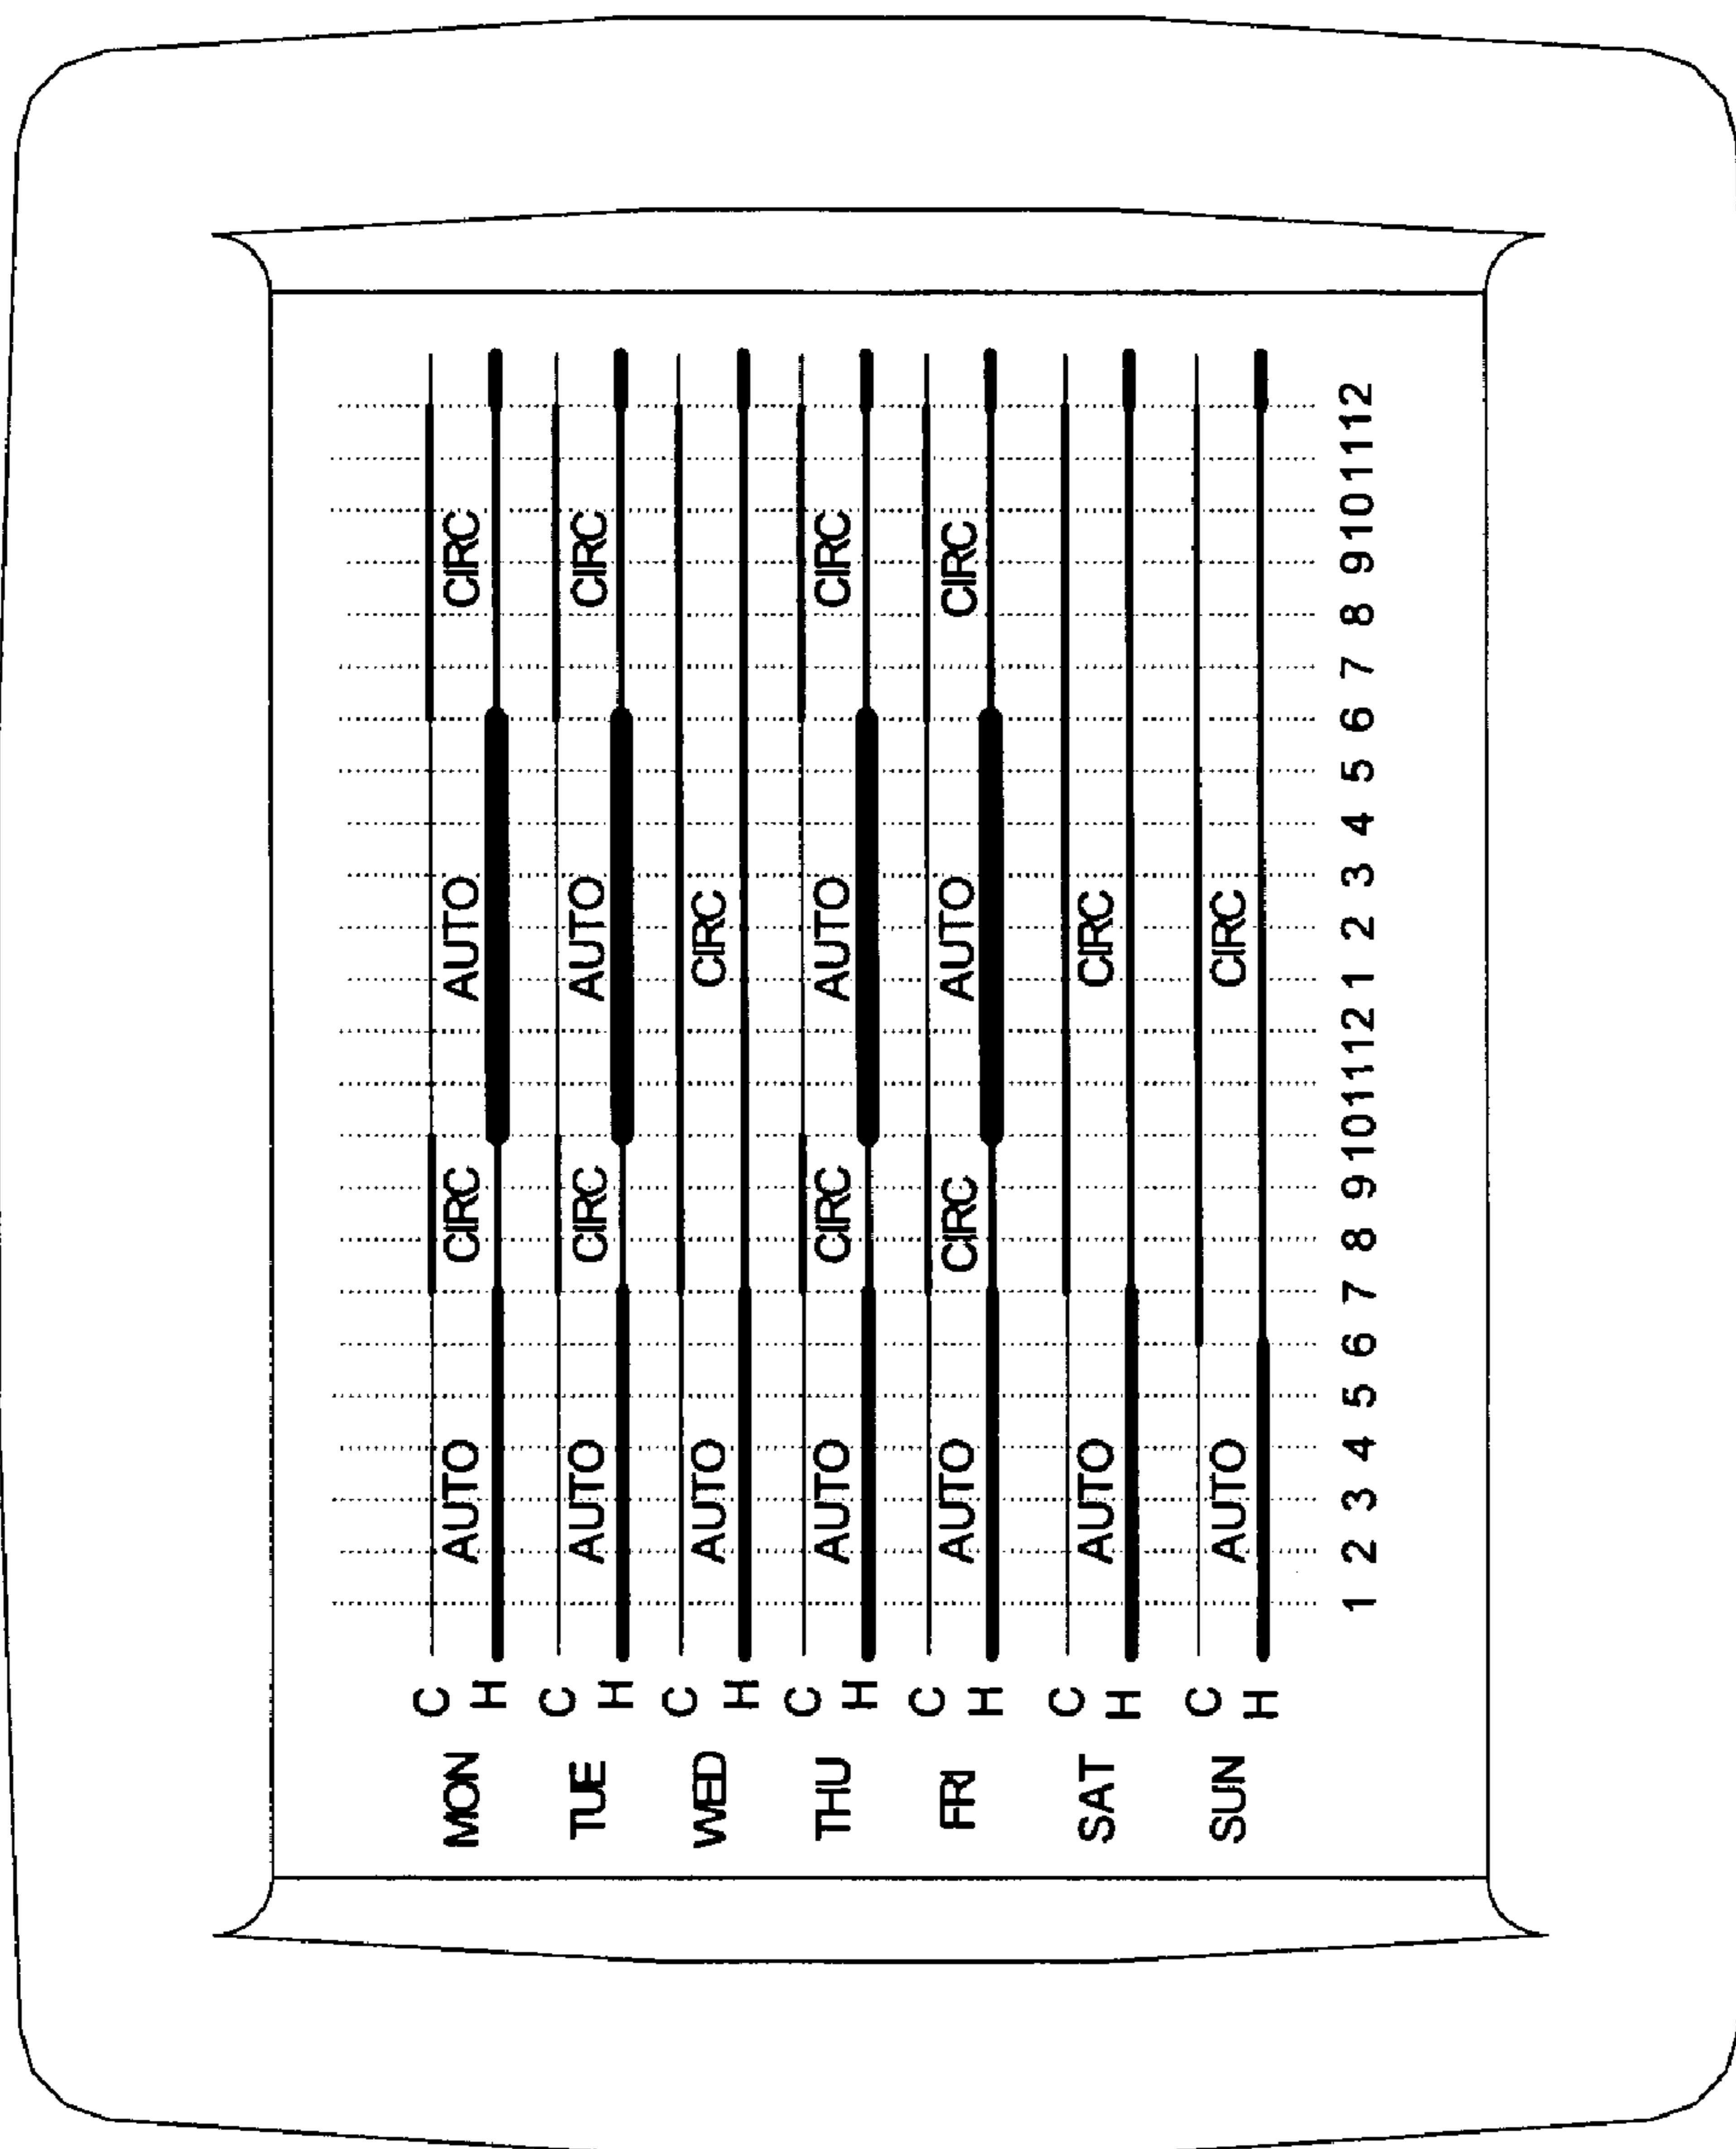 MON C H AUTO CIRC AUTO CIRC
TUE C H AUTO CIRC AUTO CIRC
WED C H AUTO CIRC
THU C H AUTO CIRC AUTO CIRC
FRI C H AUTO CIRC AUTO CIRC
SAT C H AUTO CIRC
SUN C H AUTO CIRC
1 2 3 4 5 6 7 8 9 10 11 12 1 2 3 4 5 6 7 8 9 10 11 12